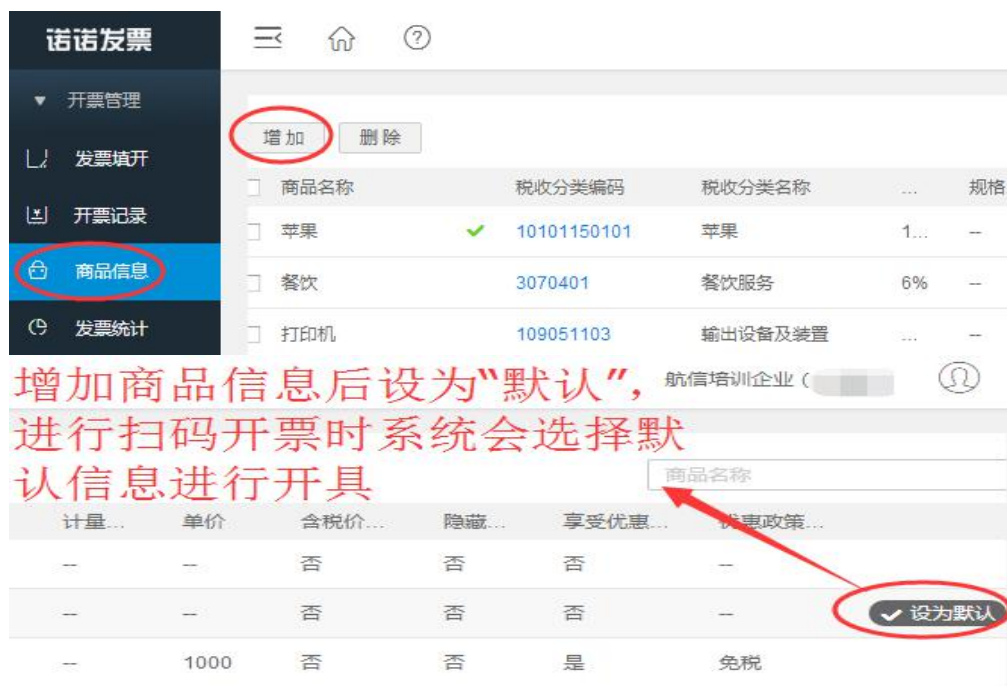 诺诺发票
开票管理
增加 删除
发票填开
商品名称 税收分类编码 税收分类名称 ... 规格
开票记录
苹果 10101150101 苹果 1... --
商品信息
餐饮 3070401 餐饮服务 6% --
发票统计
打印机 109051103 输出设备及装置 ... --
增加商品信息后设为“默认”，
航信培训企业（
进行扫码开票时系统会选择默
认信息进行开具
商品名称
计量... 单价 含税价... 隐藏... 享受优惠... 优惠政策...
-- -- 否 否 否 --
-- -- 否 否 否 -- 设为默认
-- 1000 否 否 是 免税